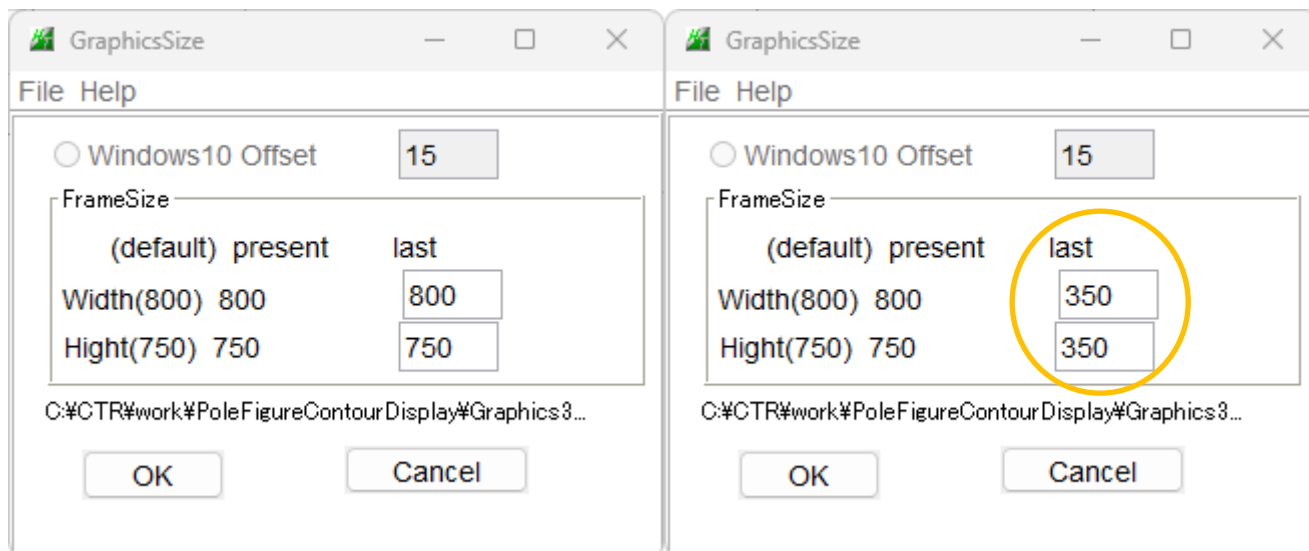 GraphicsSize
File Help
Windows10 Offset 15
FrameSize
(default) present last
Width(800) 800 800
Hight(750) 750 750
C:¥CTR¥work¥PoleFigureContourDisplay¥Graphics3...
OK Cancel
GraphicsSize
File Help
Windows10 Offset 15
FrameSize
(default) present last
Width(800) 800 350
Hight(750) 750 350
C:¥CTR¥work¥PoleFigureContourDisplay¥Graphics3...
OK Cancel